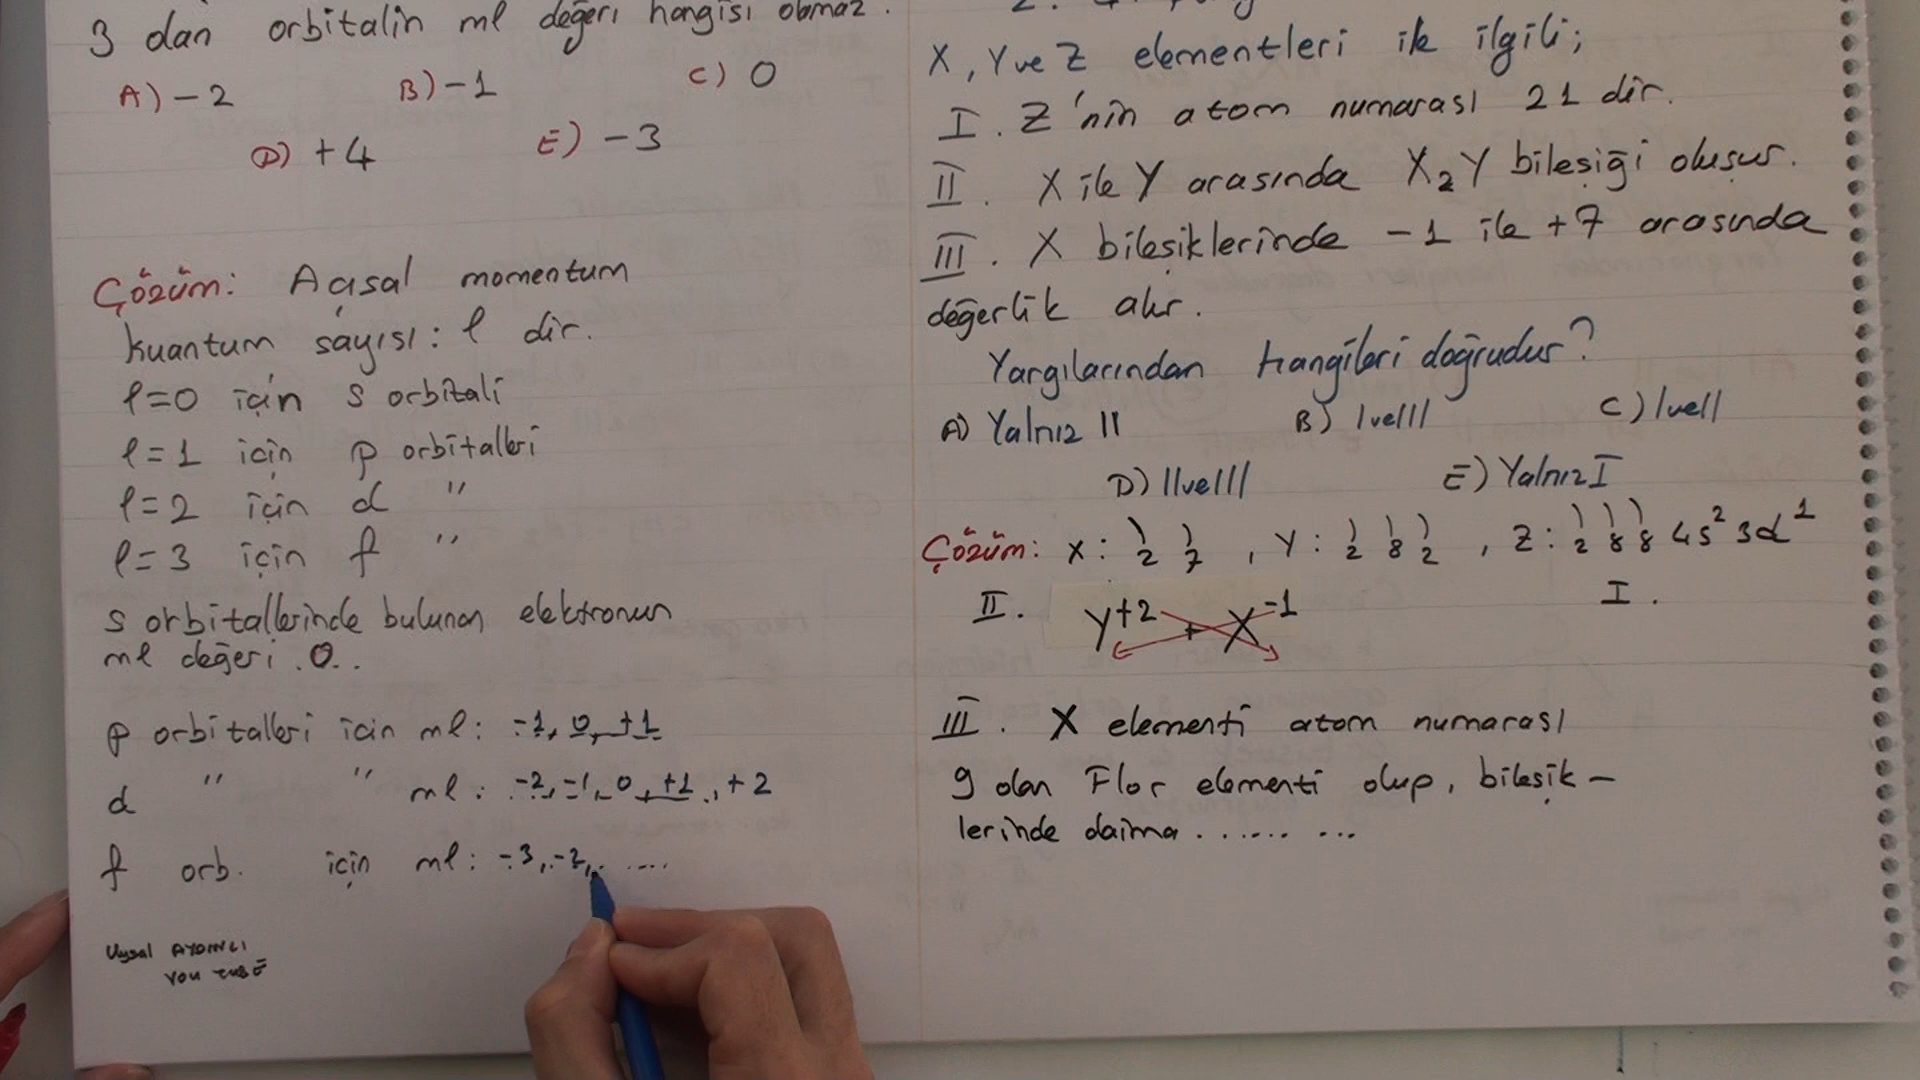 3 dan orbitalin ml değeri hangisi olmaz.
A) -2 B) -1 C) 0
D) +4 E) -3
Çözüm: Açısal momentum
kuantum sayısı: l dir.
l=0 için s orbitali
l=1 için p orbitalleri
l=2 için d "
l=3 için f "
s orbitallerinde bulunan elektronun
ml değeri .0..
p orbitalleri için ml: -1, 0, +1
d " " ml: -2, -1, 0, +1, +2
f orb. için ml: -3, -2, ......
Uysal AYDINLI
YOUTUBE
X, Y ve Z elementleri ile ilgili;
I. Z'nin atom numarası 21 dir.
II. X ile Y arasında X₂Y bileşiği oluşur.
III. X bileşiklerinde -1 ile +7 arasında
değerlik alır.
Yargılarından hangileri doğrudur?
A) Yalnız II B) I ve III C) I ve II
D) II ve III E) Yalnız I
Çözüm: X: 2 ) 7 ) , Y: 2 ) 8 ) 2 ) , Z: 2 ) 8 ) 8 ) 4s² 3d¹
II. Y⁺² + X⁻¹ I.
III. X elementi atom numarası
9 olan Flor elementi olup, bileşik-
lerinde daima .........